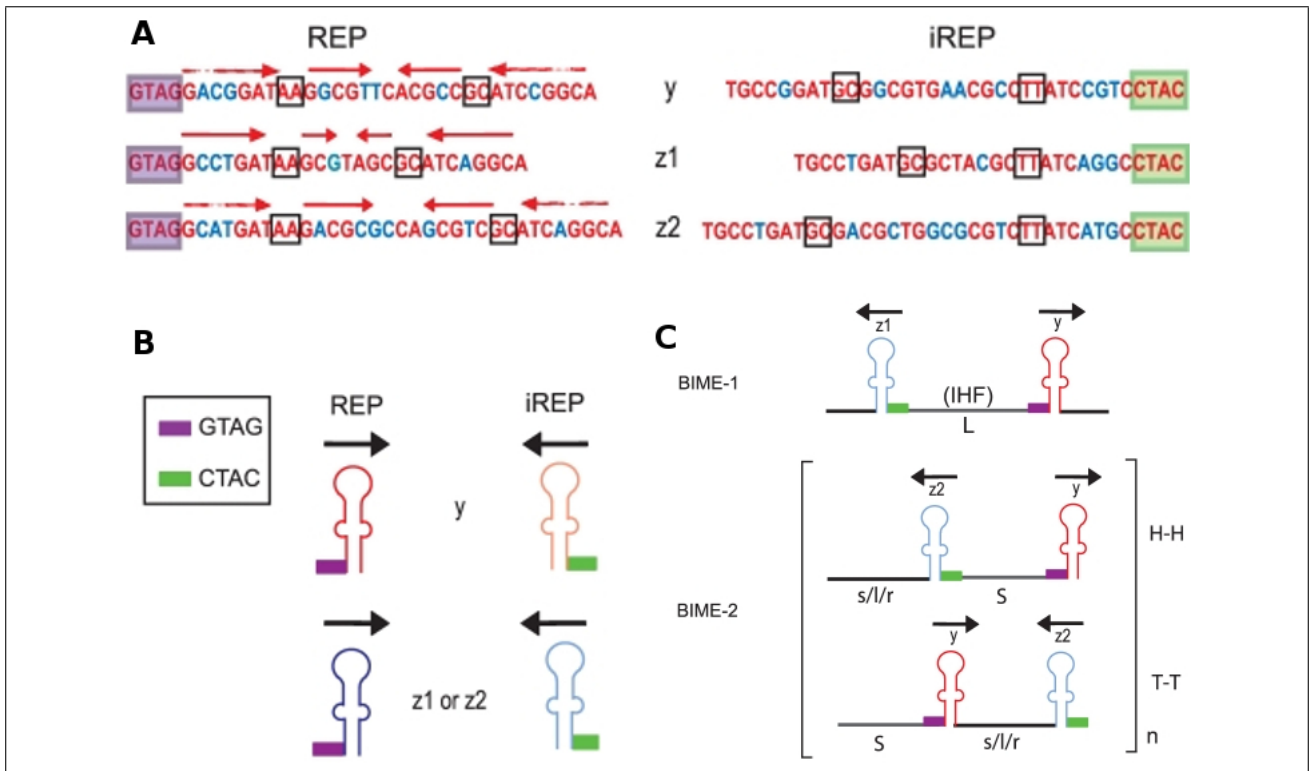 A
REP
iREP
GTAGGACGGATAAGGCGTTCACGCCGCATCCGGCA y TGCCGGATGCGGCGTGAACGCCTTATCCGTCCTAC
GTAGGCCTGATAAGCGTAGCGCATCAGGCA z1 TGCCTGATGCGCTACGCTTATCAGGCCTAC
GTAGGCATGATAAGACGCGCCAGCGTCGCATCAGGCA z2 TGCCTGATGCGACGCTGGCGCGTCTTATCATGCCTAC
B
GTAG
CTAC
REP
iREP
y
z1 or z2
C
z1
y
BIME-1
(IHF)
L
z2
y
H-H
s/l/r
S
BIME-2
y
z2
T-T
S
s/l/r
n